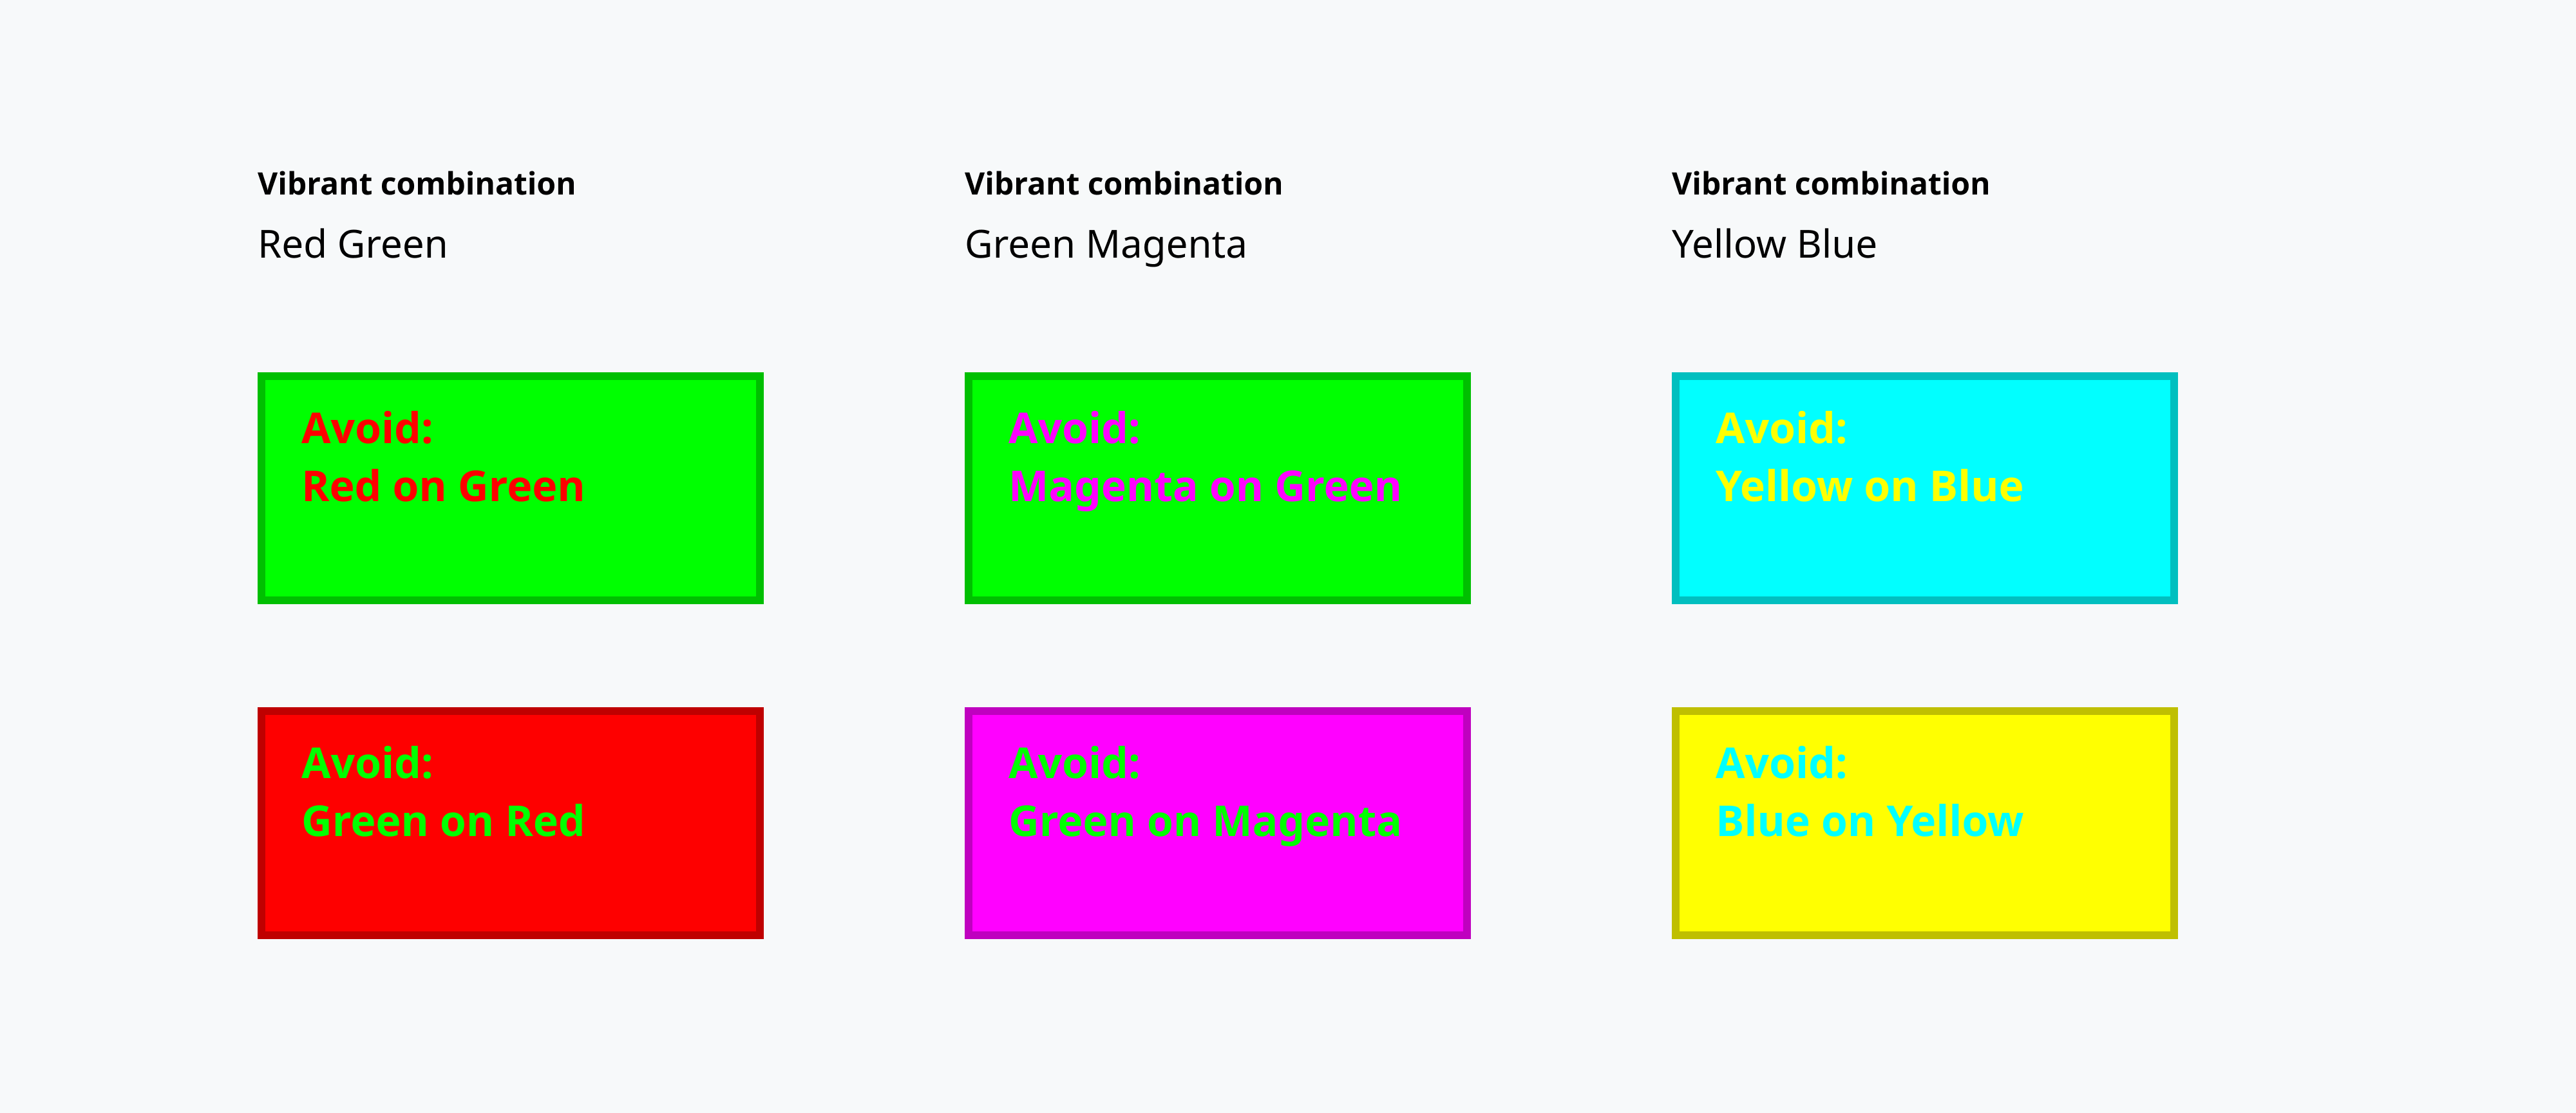 Vibrant combination
Red Green
Avoid:
Red on Green
Avoid:
Green on Red
Vibrant combination
Green Magenta
Avoid:
Magenta on Green
Avoid:
Green on Magenta
Vibrant combination
Yellow Blue
Avoid:
Yellow on Blue
Avoid:
Blue on Yellow